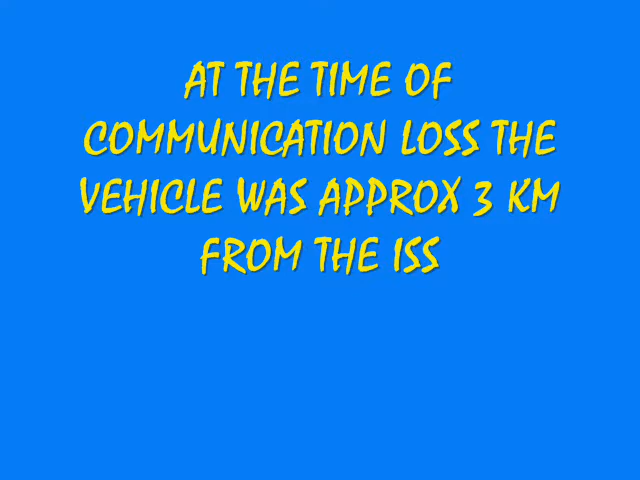 AT THE TIME OF
COMMUNICATION LOSS THE
VEHICLE WAS APPROX 3 KM
FROM THE ISS